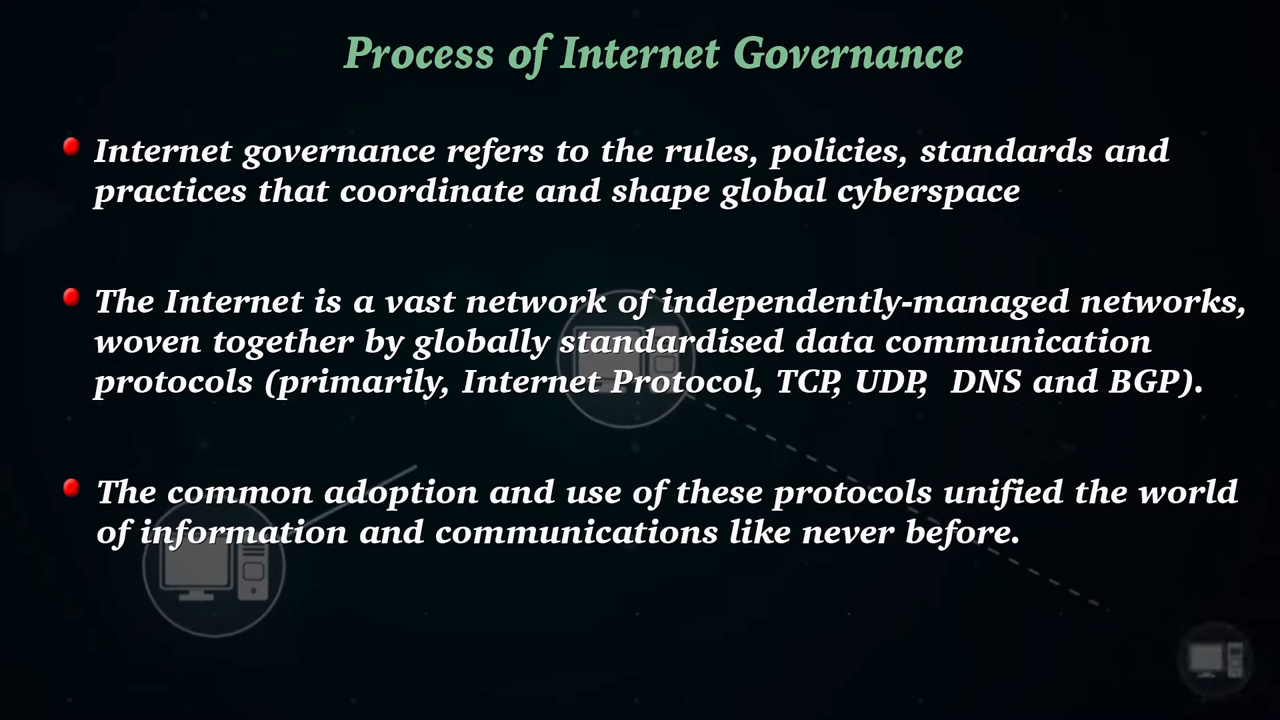 Process of Internet Governance
Internet governance refers to the rules, policies, standards and
practices that coordinate and shape global cyberspace
The Internet is a vast network of independently-managed networks,
woven together by globally standardised data communication
protocols (primarily, Internet Protocol, TCP, UDP,  DNS and BGP).
The common adoption and use of these protocols unified the world
of information and communications like never before.